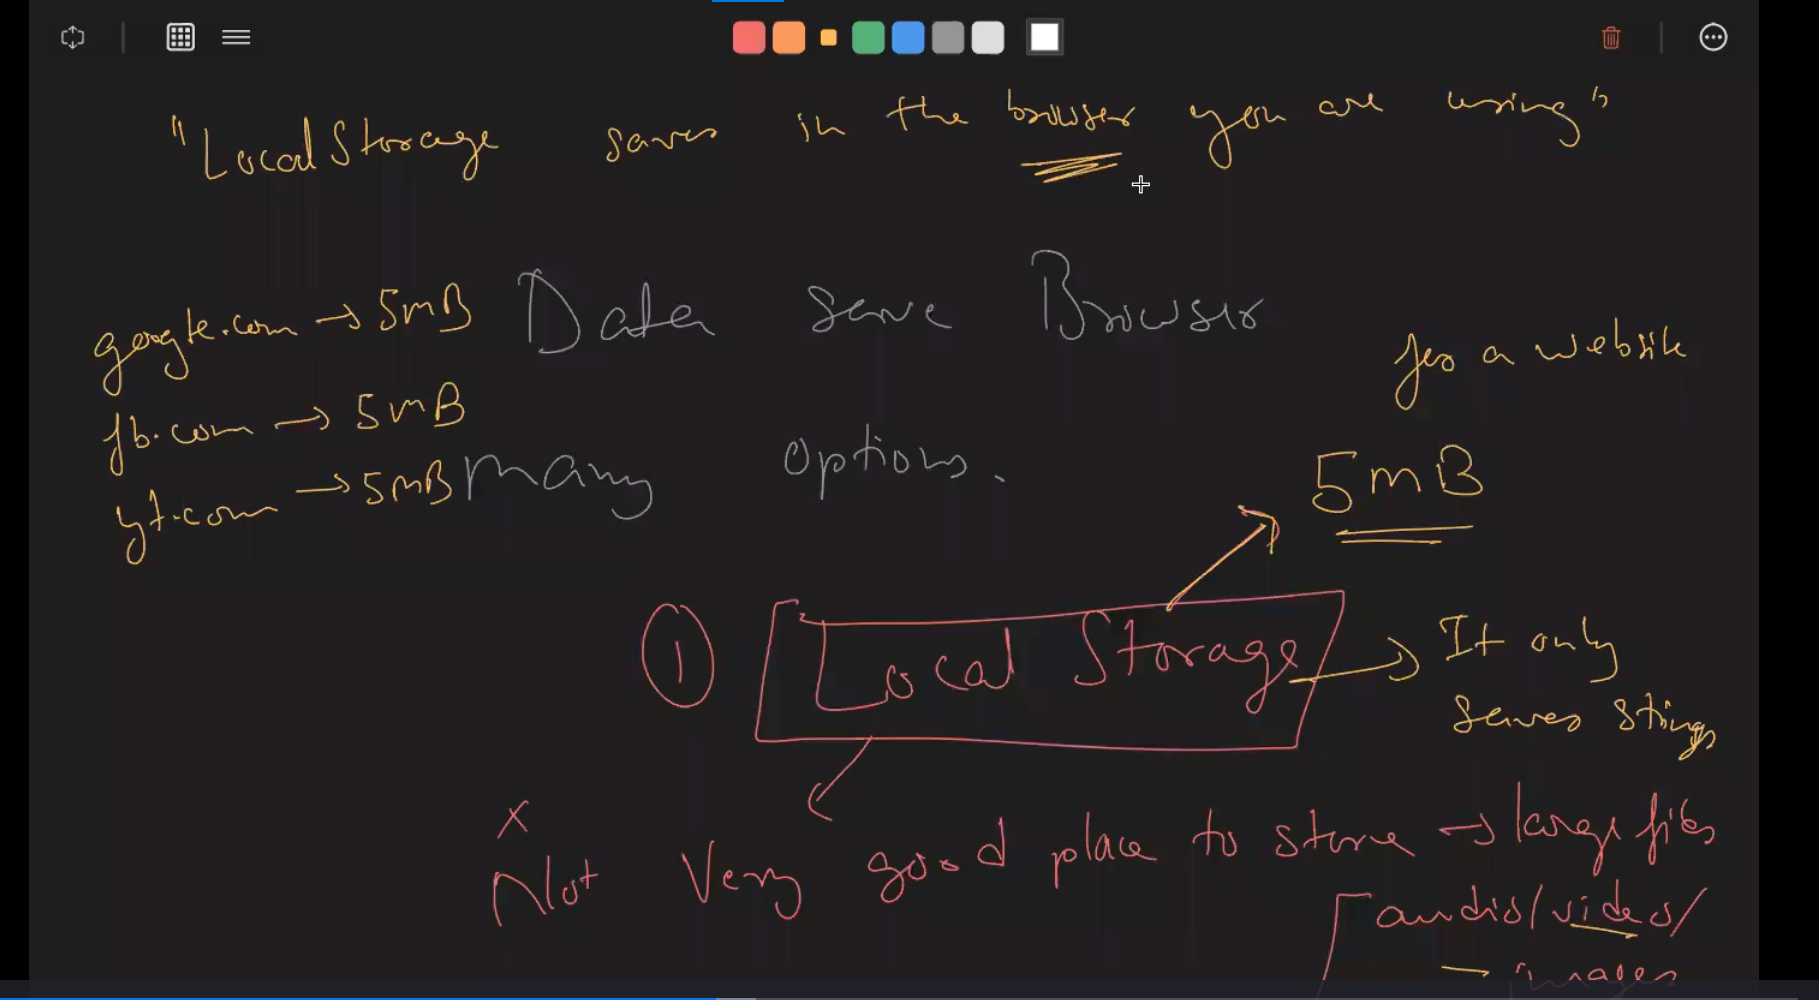 "LocalStorage saves in the browser you are using"
Data save Browser
google.com → 5mB
fb.com → 5mB
yt.com → 5mB
many options.
for a website
5mB
1
Local Storage
→ It only
saves strings
x
Not Very good place to store → large files
audio/video/
- images